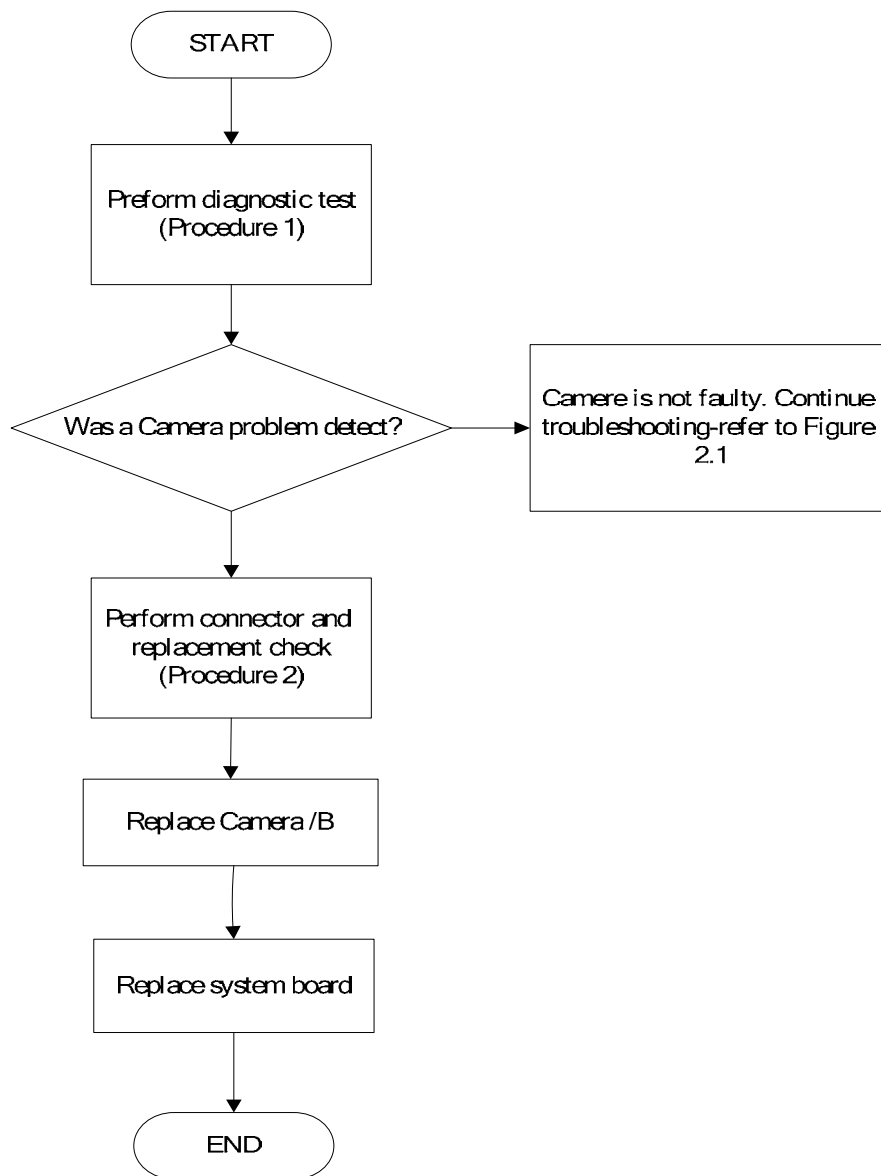 START
Preform diagnostic test
(Procedure 1)
Was a Camera problem detect?
Camere is not faulty. Continue
troubleshooting-refer to Figure
2.1
Perform connector and
replacement check
(Procedure 2)
Replace Camera /B
Replace system board
END